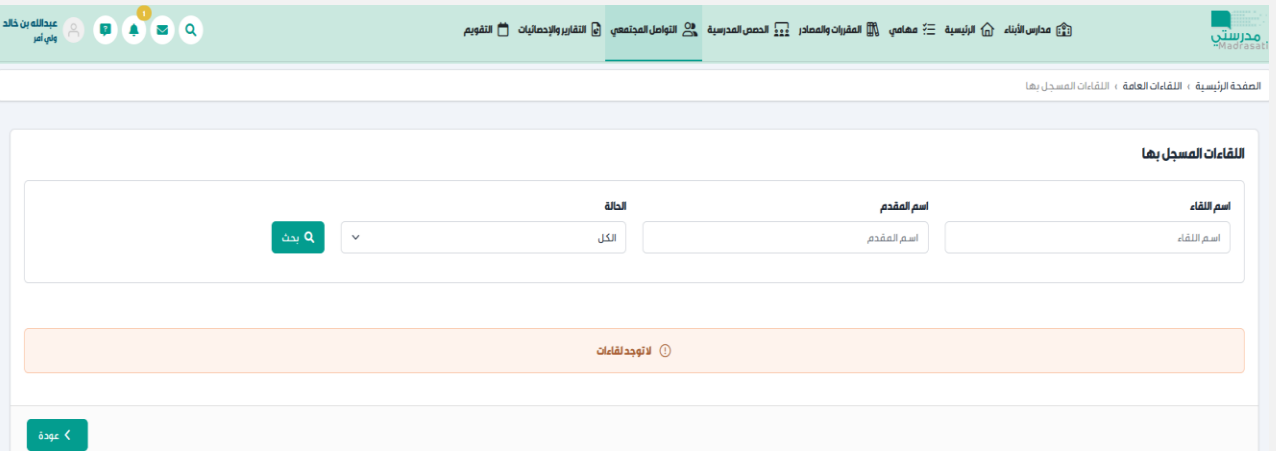 مدرستي
Madrasati
مدارس الأبناء
الرئيسية
مهامي
المقررات والمصادر
الحصص المدرسية
التواصل المجتمعي
التقارير والإحصائيات
التقويم
1
عبدالله بن خالد
ولي أمر
الصفحة الرئيسية › اللقاءات العامة › اللقاءات المسجل بها
اللقاءات المسجل بها
اسم اللقاء
اسم المقدم
الحالة
اسم اللقاء
اسم المقدم
الكل
بحث
لا توجد لقاءات
عودة